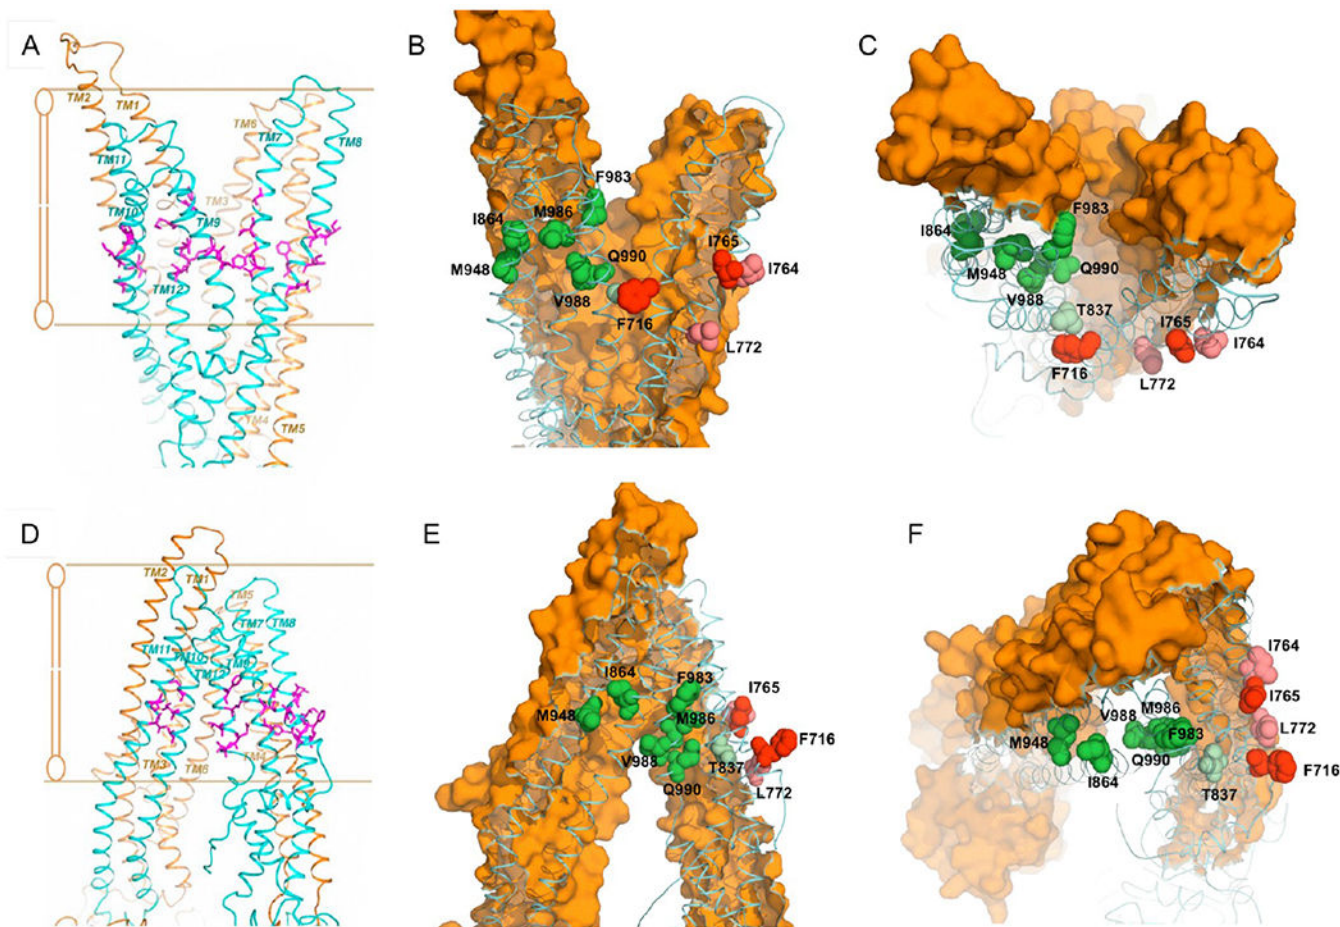 A
TM2
TM1
TM6
TM7
TM8
TM11
TM3
TM10
TM9
TM12
TM4
TM5
B
F983
I864
M986
M948
Q990
I765
I764
V988
F716
L772
C
F983
I864
M948
Q990
V988
T837
I765
I764
F716
L772
D
TM2
TM1
TM5
TM7
TM8
TM11
TM10
TM9
TM12
TM3
TM6
TM4
E
I864
F983
I765
M948
M986
F716
V988
T837
Q990
L772
F
I764
I765
V988
M986
M948
F983
L772
Q990
I864
F716
T837